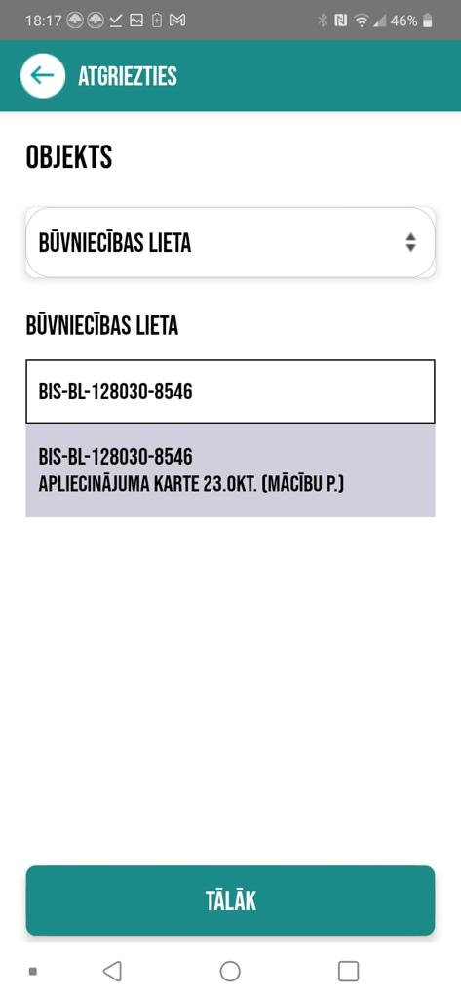 18:17
46%
ATGRIEZTIES
OBJEKTS
BŪVNIECĪBAS LIETA
BŪVNIECĪBAS LIETA
BIS-BL-128030-8546
BIS-BL-128030-8546
APLIECINĀJUMA KARTE 23.OKT. (MĀCĪBU P.)
TĀLĀK